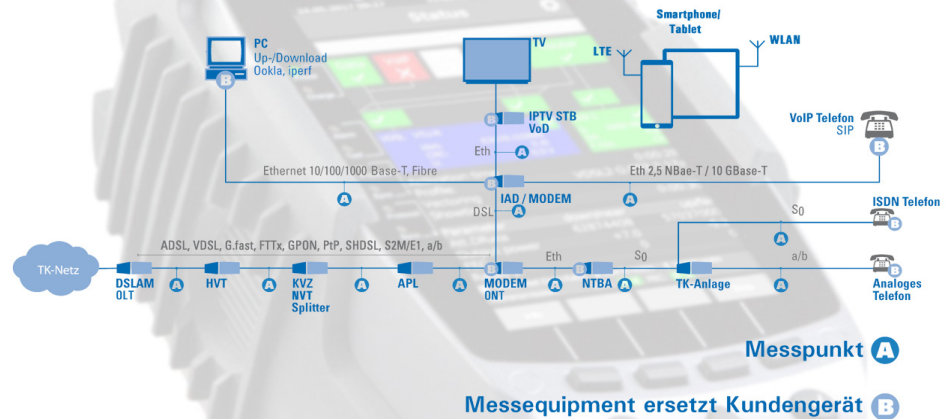 Smartphone/
Tablet
PC
Up-/Download
Ookla, iperf
B
TV
LTE
WLAN
B
IPTV STB
VoD
VoIP Telefon
SIP
B
Eth
A
Ethernet 10/100/1000 Base-T, Fibre
Eth 2,5 NBae-T / 10 GBase-T
B
A
IAD / MODEM
A
DSL
A
ISDN Telefon
S0
B
A
ADSL, VDSL, G.fast, FTTx, GPON, PtP, SHDSL, S2M/E1, a/b
Eth
S0
a/b
TK-Netz
B
B
B
DSLAM
OLT
A
HVT
A
KVZ
NVT
Splitter
A
APL
A
MODEM
ONT
A
NTBA
A
TK-Anlage
A
Analoges
Telefon
Messpunkt A
Messequipment ersetzt Kundengerät B